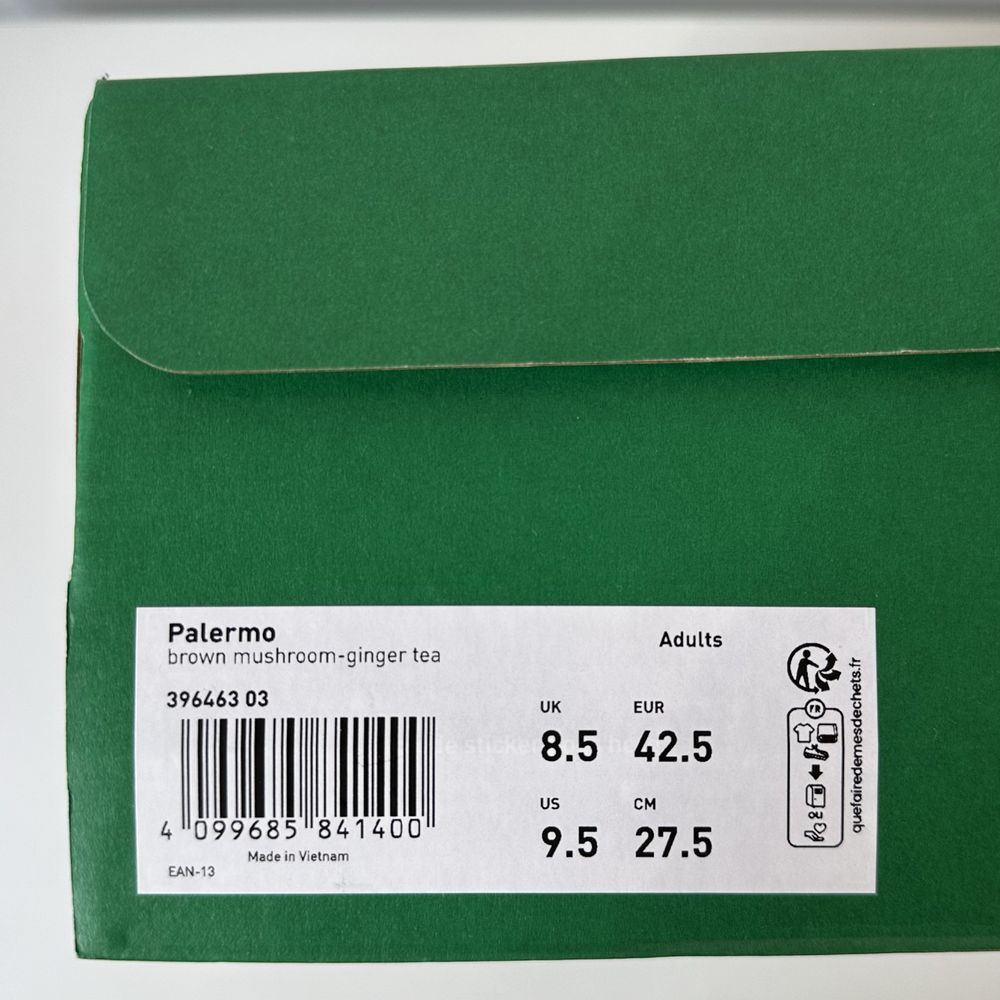 Palermo
brown mushroom-ginger tea
Adults
396463 03
4 099685 841400
Made in Vietnam
EAN-13
UK
8.5
EUR
42.5
US
9.5
CM
27.5
FR
quefairedemesdechets.fr